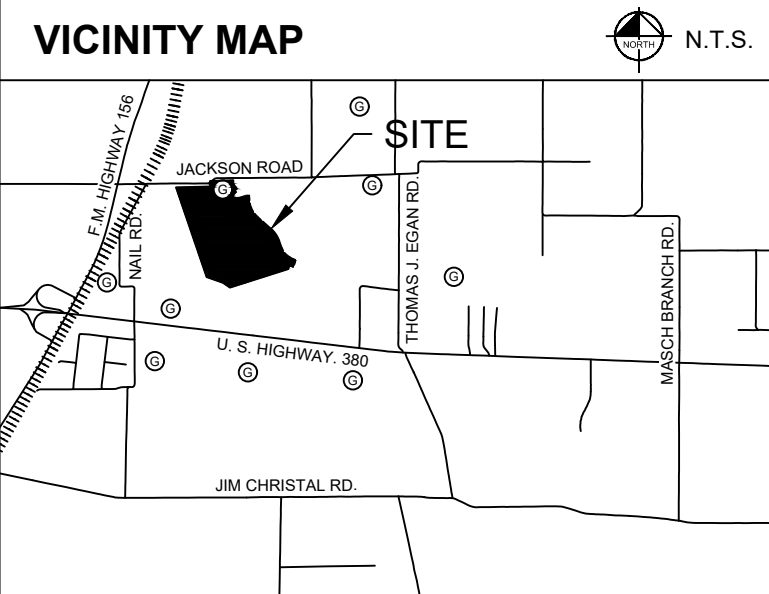 VICINITY MAP
NORTH
N.T.S.
F.M. HIGHWAY 156
G
SITE
JACKSON ROAD
G
G
NAIL RD.
THOMAS J. EGAN RD.
MASCH BRANCH RD.
G
G
G
U. S. HIGHWAY. 380
G
G
G
JIM CHRISTAL RD.